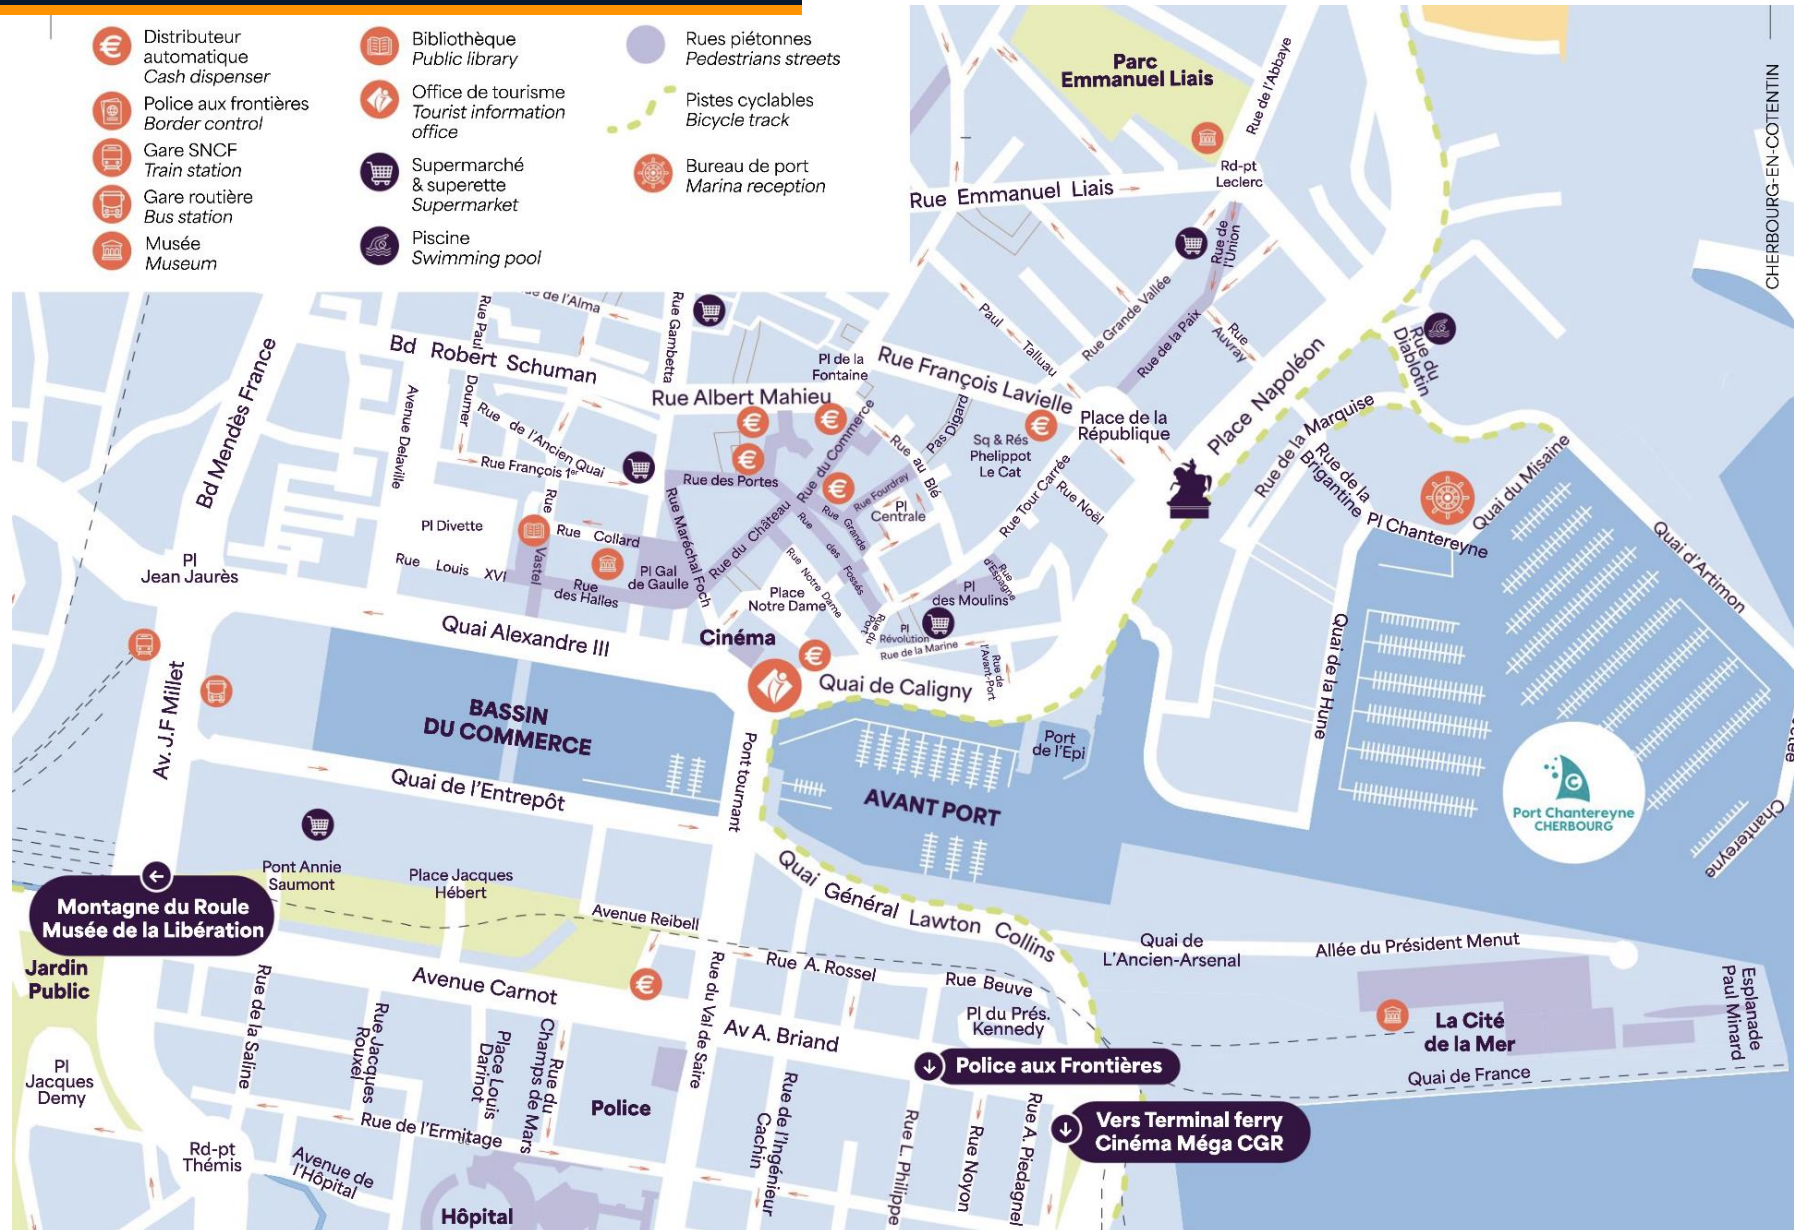 Distributeur
automatique
Cash dispenser
Police aux frontières
Border control
Gare SNCF
Train station
Gare routière
Bus station
Musée
Museum
Bibliothèque
Public library
Office de tourisme
Tourist information
office
Supermarché
& superette
Supermarket
Piscine
Swimming pool
Rues piétonnes
Pedestrians streets
Pistes cyclables
Bicycle track
Bureau de port
Marina reception
CHERBOURG-EN-COTENTIN
Parc
Emmanuel Liais
Rue de l'Abbaye
Rd-pt
Leclerc
Rue Emmanuel Liais
Rue de
l'Union
Rue Grande Vallée
Rue de la Paix
Rue
Auvray
Paul Talluau
Place Napoléon
Rue du
Diablotin
de l'Alma
Rue Paul
Doumer
Rue Gambetta
Bd Robert Schuman
Bd Mendès France
Avenue Delaville
Pl de la
Fontaine
Rue François Lavielle
Rue Albert Mahieu
Place de la
République
Pas Digard
Sq & Rés
Phelippot
Le Cat
Rue de l'Ancien Quai
Rue François 1er
Rue des Portes
Rue du Commerce
Rue au Blé
Rue Fourdray
Pl
Centrale
Rue Grande
Rue des Fossés
Rue Tour Carrée
Rue Noël
Rue de la Marquise
Rue de la
Brigantine
Pl Chantereyne
Quai du Misaine
Quai d'Artimon
Pl Divette
Rue Vastel
Rue Collard
Rue Louis XVI
Rue
des Halles
Pl Gal
de Gaulle
Rue Maréchal Foch
Rue du Château
Rue Notre Dame
Place
Notre Dame
Rue du
Port
Pl
Révolution
Rue de la Marine
Rue de
l'Avant-Port
Pl
des Moulins
Rue
d'Espagne
Pl
Jean Jaurès
Quai Alexandre III
Cinéma
Quai de Caligny
Quai de la Hune
Av. J.F Millet
BASSIN
DU COMMERCE
Pont tournant
Port
de l'Epi
AVANT PORT
Port Chantereyne
CHERBOURG
Chantereyne
Quai de l'Entrepôt
Pont Annie
Saumont
Place Jacques
Hébert
Avenue Reibell
Quai Général Lawton Collins
Montagne du Roule
Musée de la Libération
Jardin
Public
Avenue Carnot
Rue A. Rossel
Rue Beuve
Pl du Prés.
Kennedy
Quai de
L'Ancien-Arsenal
Allée du Président Menut
Esplanade
Paul Minard
La Cité
de la Mer
Quai de France
Rue de la Saline
Rue Jacques
Rouxel
Place Louis
Darinot
Rue du
Champs de Mars
Rue du Val de Saire
Av A. Briand
Police aux Frontières
Vers Terminal ferry
Cinéma Méga CGR
Pl
Jacques
Demy
Police
Rue de l'Ermitage
Rd-pt
Thémis
Avenue de
l'Hôpital
Hôpital
Rue de l'Ingénieur
Cachin
Rue L. Philippe
Rue Noyon
Rue A. Piedagnel